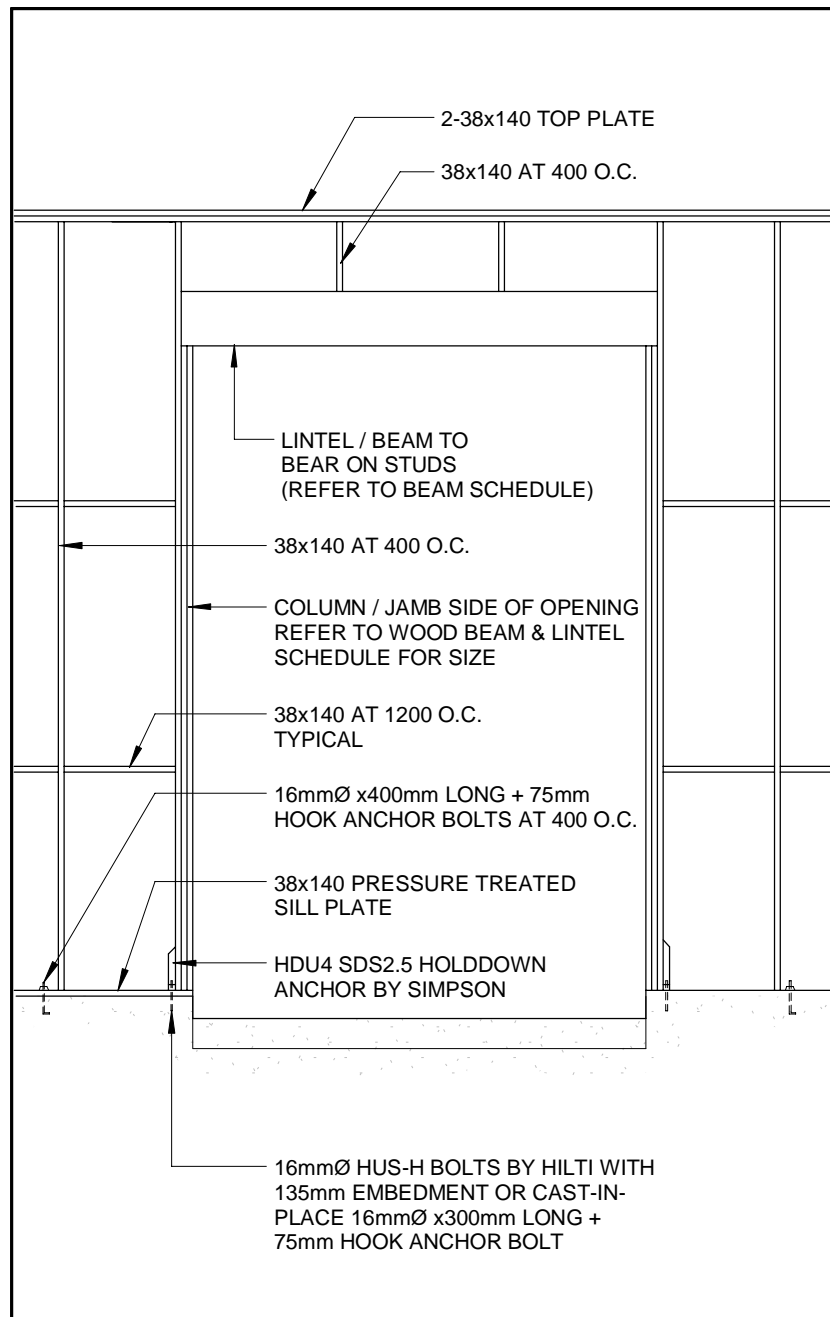 2-38x140 TOP PLATE
38x140 AT 400 O.C.
LINTEL / BEAM TO
BEAR ON STUDS
(REFER TO BEAM SCHEDULE)
38x140 AT 400 O.C.
COLUMN / JAMB SIDE OF OPENING
REFER TO WOOD BEAM & LINTEL
SCHEDULE FOR SIZE
38x140 AT 1200 O.C.
TYPICAL
16mmØ x400mm LONG + 75mm
HOOK ANCHOR BOLTS AT 400 O.C.
38x140 PRESSURE TREATED
SILL PLATE
HDU4 SDS2.5 HOLDDOWN
ANCHOR BY SIMPSON
16mmØ HUS-H BOLTS BY HILTI WITH
135mm EMBEDMENT OR CAST-IN-
PLACE 16mmØ x300mm LONG +
75mm HOOK ANCHOR BOLT